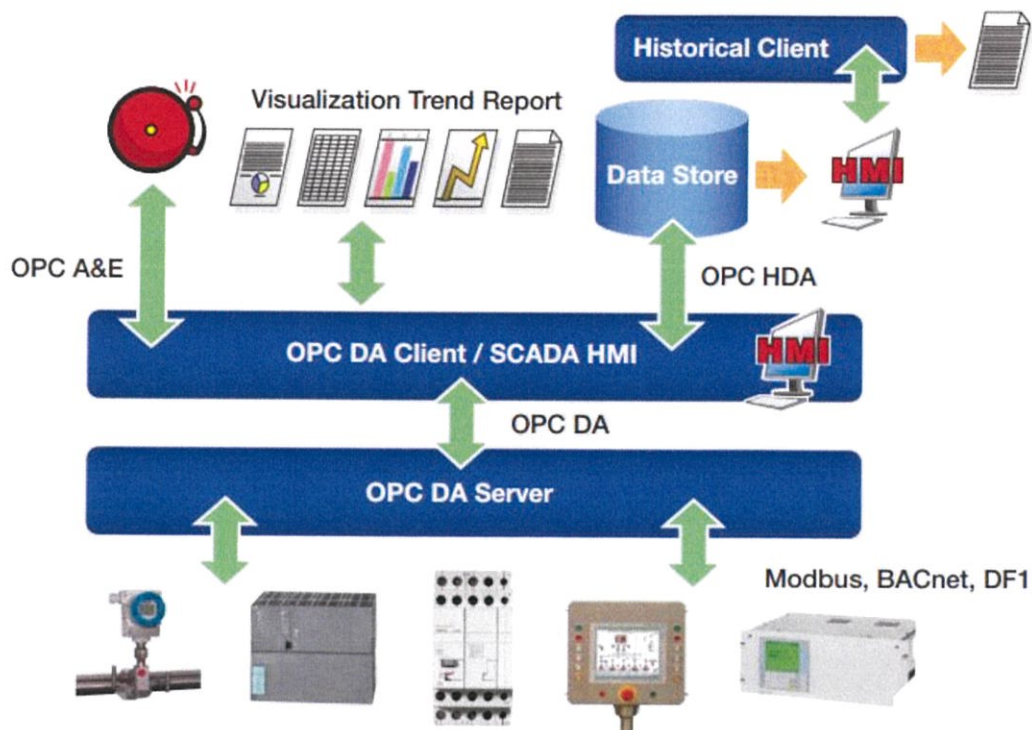 Historical Client
Visualization Trend Report
Data Store
HMI
OPC A&E
OPC HDA
OPC DA Client / SCADA HMI
HMI
OPC DA
OPC DA Server
Modbus, BACnet, DF1